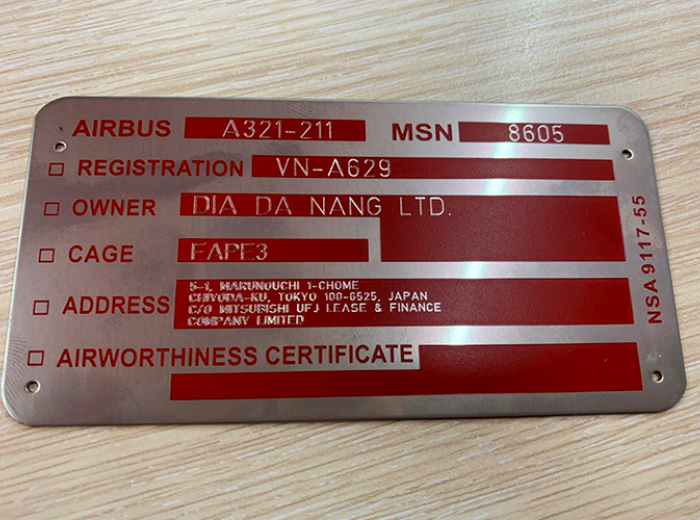 AIRBUS A321-211 MSN 8605
REGISTRATION VN-A629
OWNER DIA DA NANG LTD.
CAGE FAPE3
ADDRESS 5-1, MARUNOUCHI 1-CHOME
CHIYODA-KU, TOKYO 100-6525, JAPAN
C/O MITSUBISHI UFJ LEASE & FINANCE
COMPANY LIMITED
AIRWORTHINESS CERTIFICATE
NSA9117-55